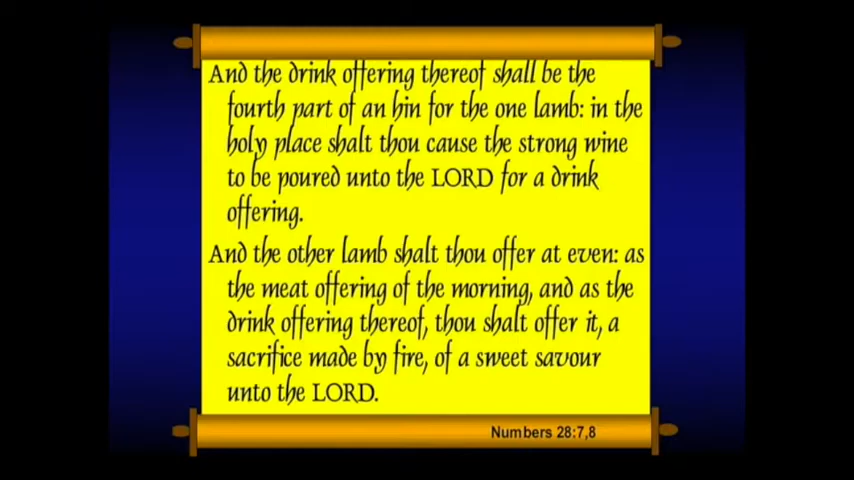 And the drink offering thereof shall be the
fourth part of an hin for the one lamb: in the
holy place shalt thou cause the strong wine
to be poured unto the LORD for a drink
offering.
And the other lamb shalt thou offer at even: as
the meat offering of the morning, and as the
drink offering thereof, thou shalt offer it, a
sacrifice made by fire, of a sweet savour
unto the LORD.
Numbers 28:7,8